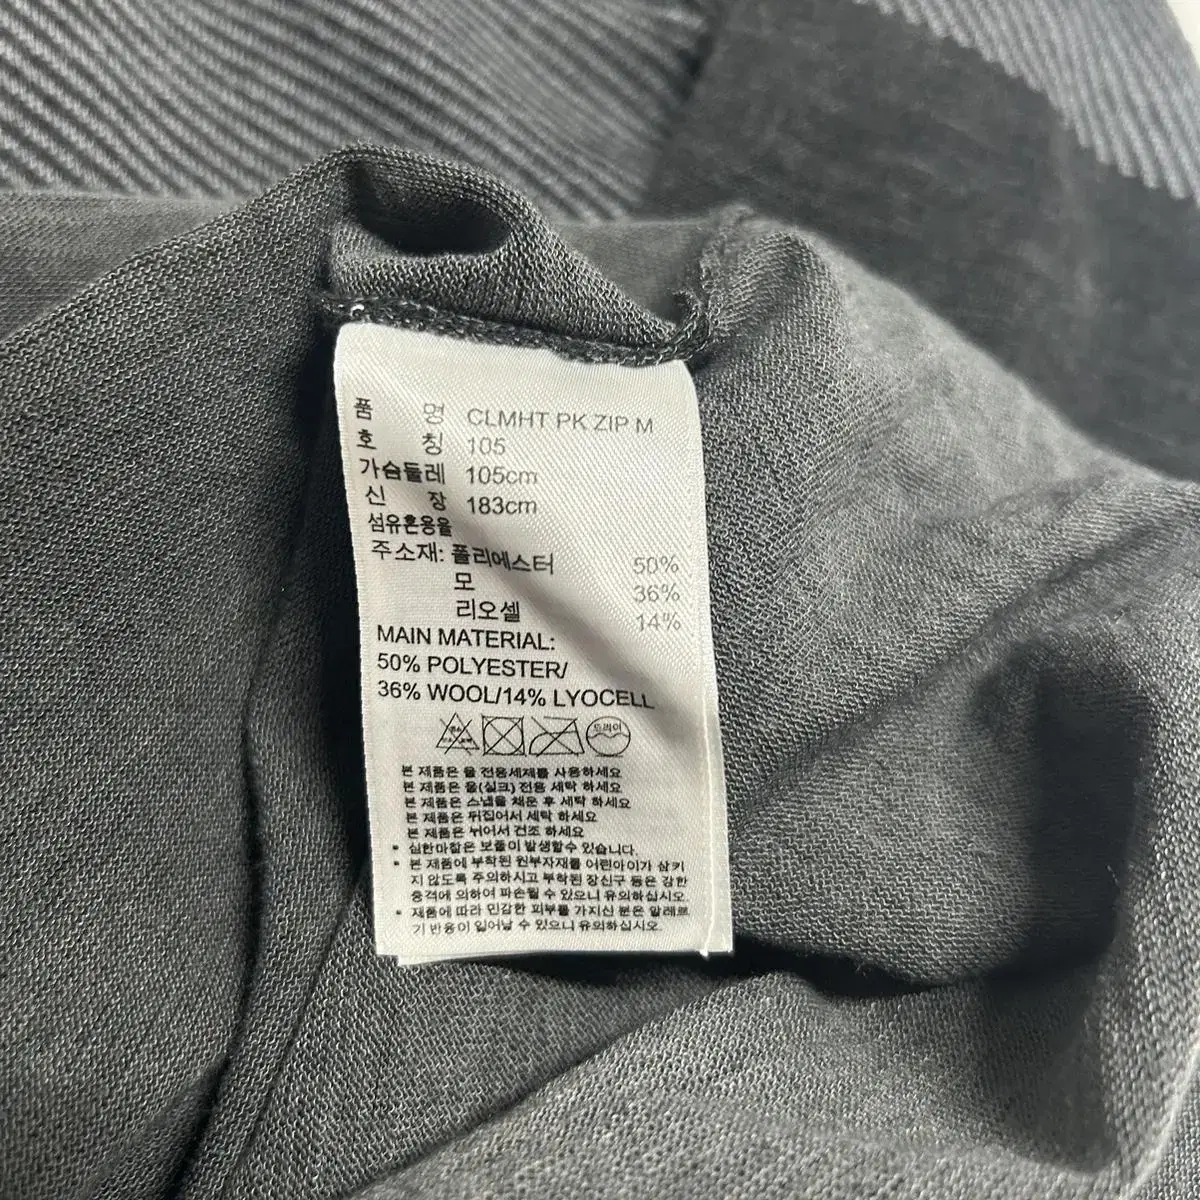 품 명 CLMHT PK ZIP M
호 칭 105
가슴둘레 105cm
신 장 183cm
섬유혼용율
주소재: 폴리에스터 50%
모 36%
리오셀 14%
MAIN MATERIAL:
50% POLYESTER/
36% WOOL/14% LYOCELL
드라이
본 제품은 울 전용세제를 사용하세요
본 제품은 울(실크) 전용 세탁 하세요
본 제품은 스냅을 채운 후 세탁 하세요
본 제품은 뒤집어서 세탁 하세요
본 제품은 뉘어서 건조 하세요
* 심한마찰은 보풀이 발생할수 있습니다.
* 본 제품에 부착된 원부자재를 어린아이가 삼키
지 않도록 주의하시고 부착된 장신구 등은 강한
충격에 의하여 파손될 수 있으니 유의하십시오
* 제품에 따라 민감한 피부를 가지신 분은 알레르
기 반응이 일어날 수 있으니 유의하십시오.